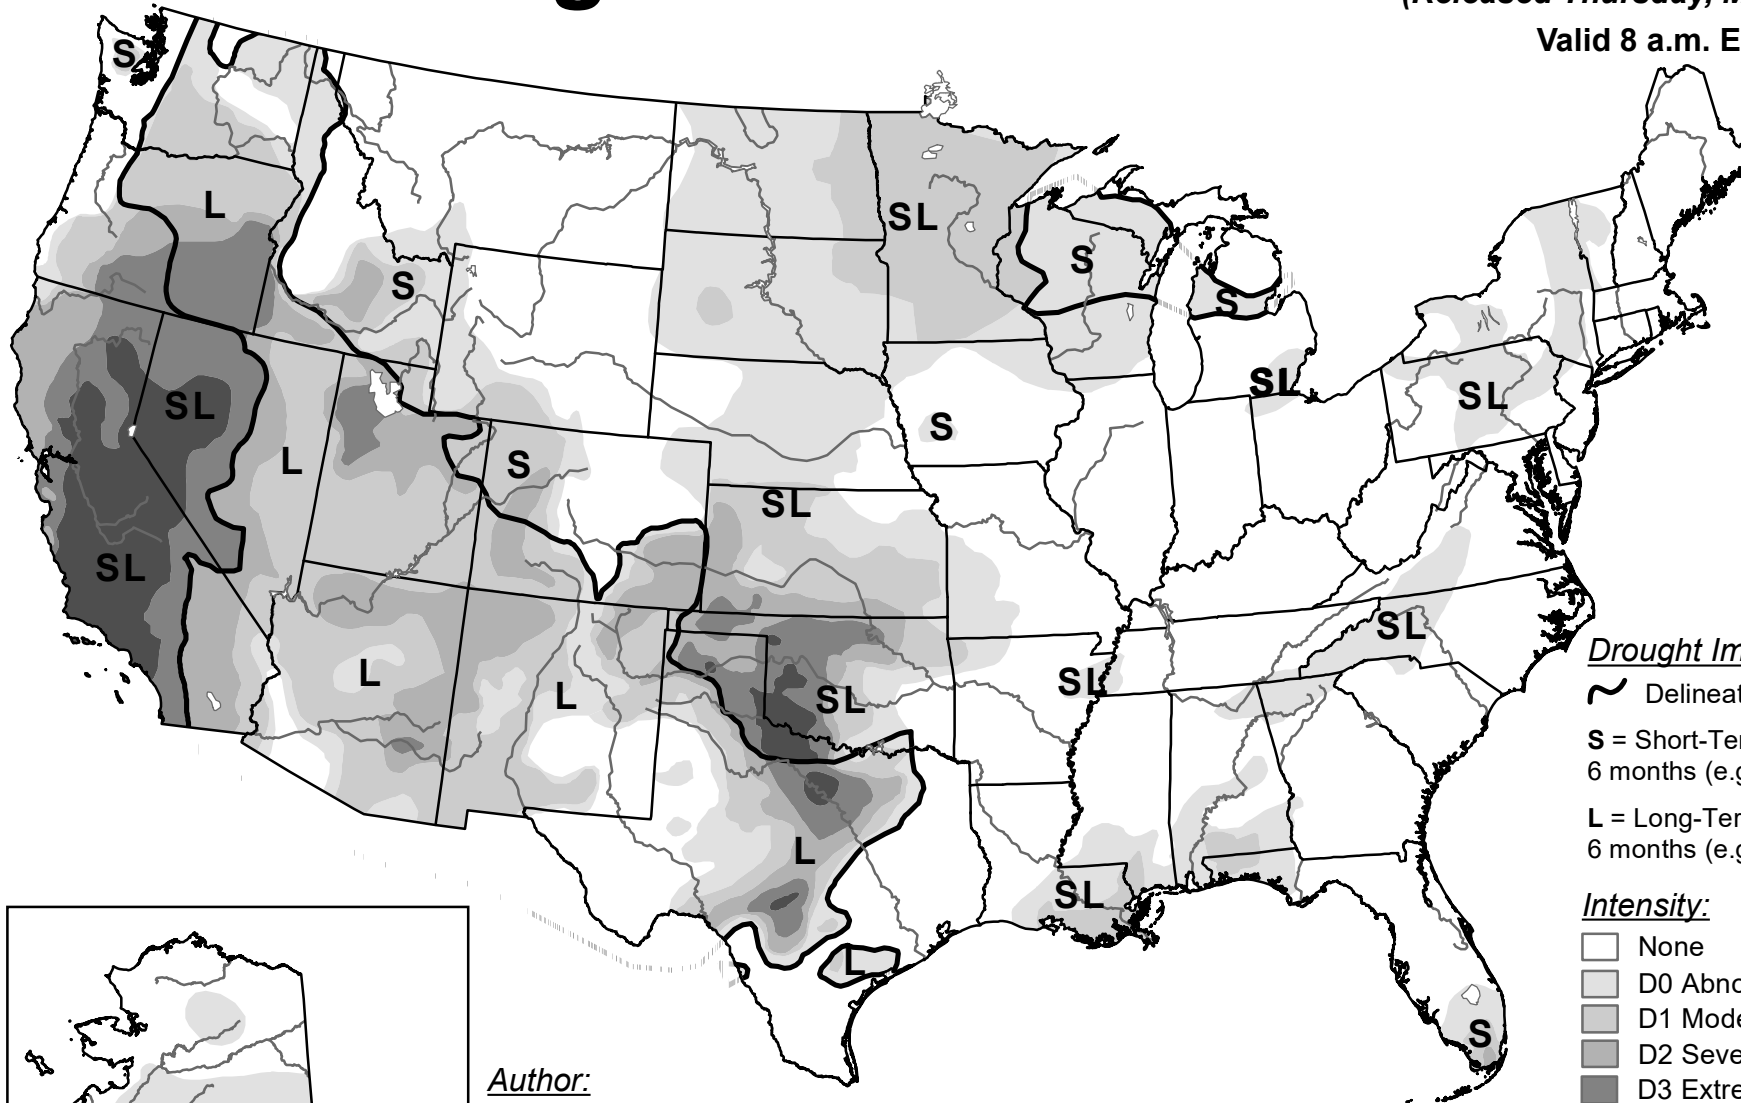 g
(Released Thursday, M
Valid 8 a.m. E
S
L
SL
S
S
S
S
SL
SL
SL
S
L
S
SL
SL
SL
L
L
SL
SL
L
SL
L
S
Drought Im
Delineat
S = Short-Ter
6 months (e.g
L = Long-Ter
6 months (e.g
Intensity:
None
D0 Abno
D1 Mode
D2 Seve
D3 Extre
Author: